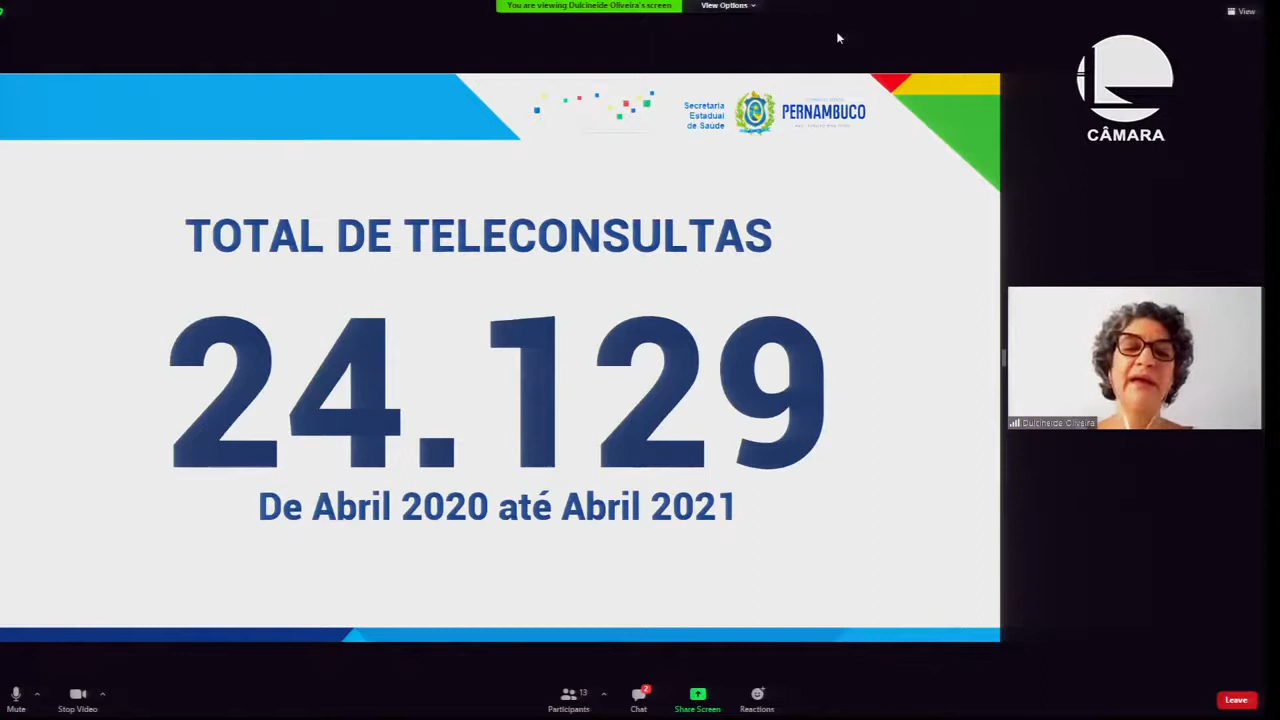 You are viewing Dulcineide Oliveira's screen
View Options
View
CÂMARA
Secretaria
Estadual
de Saúde
PERNAMBUCO
TOTAL DE TELECONSULTAS
24.129
De Abril 2020 até Abril 2021
Dulcineide Oliveira
Mute
Stop Video
13
Participants
2
Chat
Share Screen
Reactions
Leave